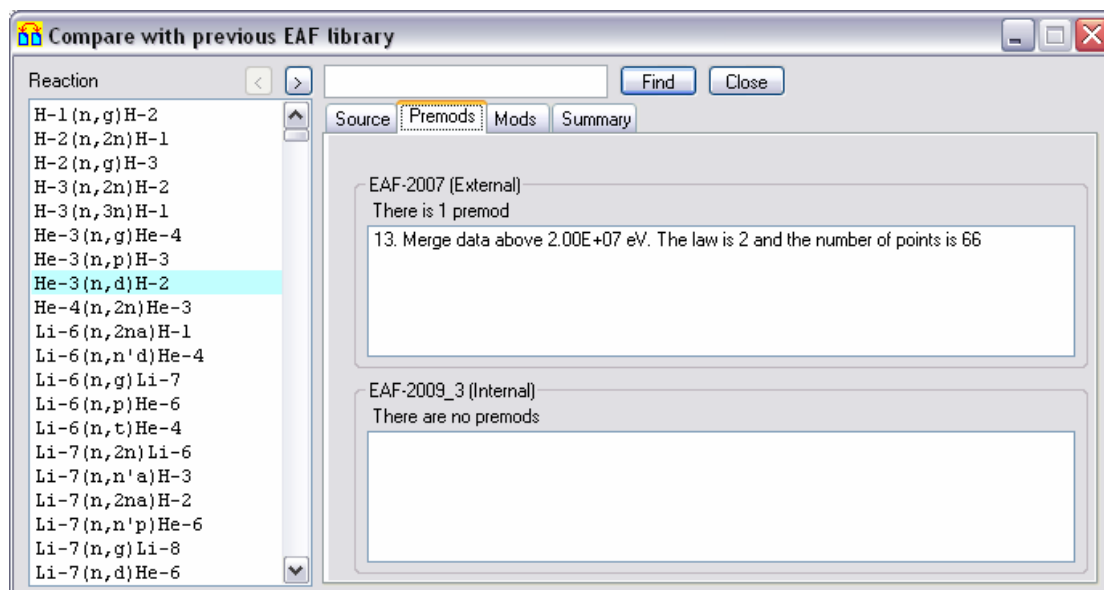 Compare with previous EAF library
Reaction
<
>
Find
Close
H-1(n,g)H-2
H-2(n,2n)H-1
H-2(n,g)H-3
H-3(n,2n)H-2
H-3(n,3n)H-1
He-3(n,g)He-4
He-3(n,p)H-3
He-3(n,d)H-2
He-4(n,2n)He-3
Li-6(n,2na)H-1
Li-6(n,n'd)He-4
Li-6(n,g)Li-7
Li-6(n,p)He-6
Li-6(n,t)He-4
Li-7(n,2n)Li-6
Li-7(n,n'a)H-3
Li-7(n,2na)H-2
Li-7(n,n'p)He-6
Li-7(n,g)Li-8
Li-7(n,d)He-6
Source Premods Mods Summary
EAF-2007 (External)
There is 1 premod
13. Merge data above 2.00E+07 eV. The law is 2 and the number of points is 66
EAF-2009_3 (Internal)
There are no premods